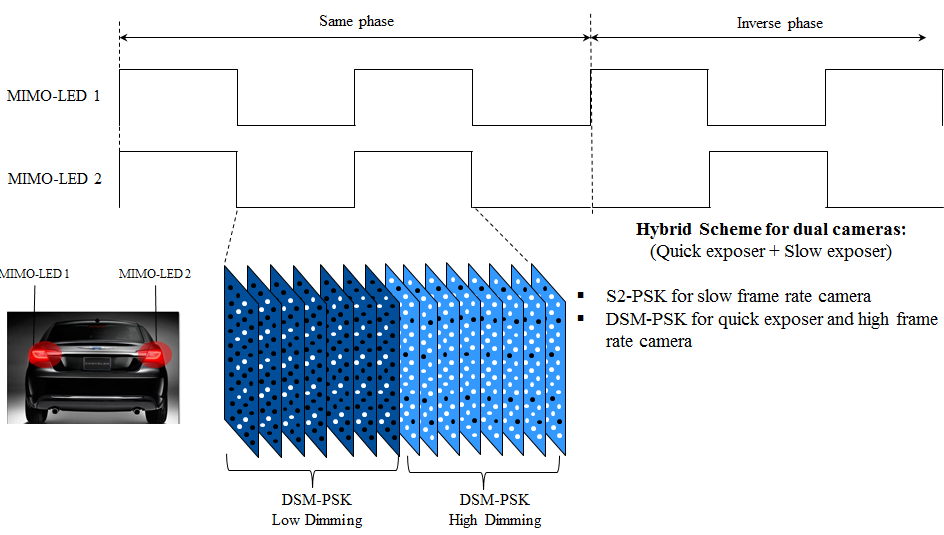 Same phase
Inverse phase
MIMO-LED 1
MIMO-LED 2
Hybrid Scheme for dual cameras:
(Quick exposer + Slow exposer)
MIMO-LED 1
MIMO-LED 2
▪ S2-PSK for slow frame rate camera
▪ DSM-PSK for quick exposer and high frame
rate camera
DSM-PSK
Low Dimming
DSM-PSK
High Dimming